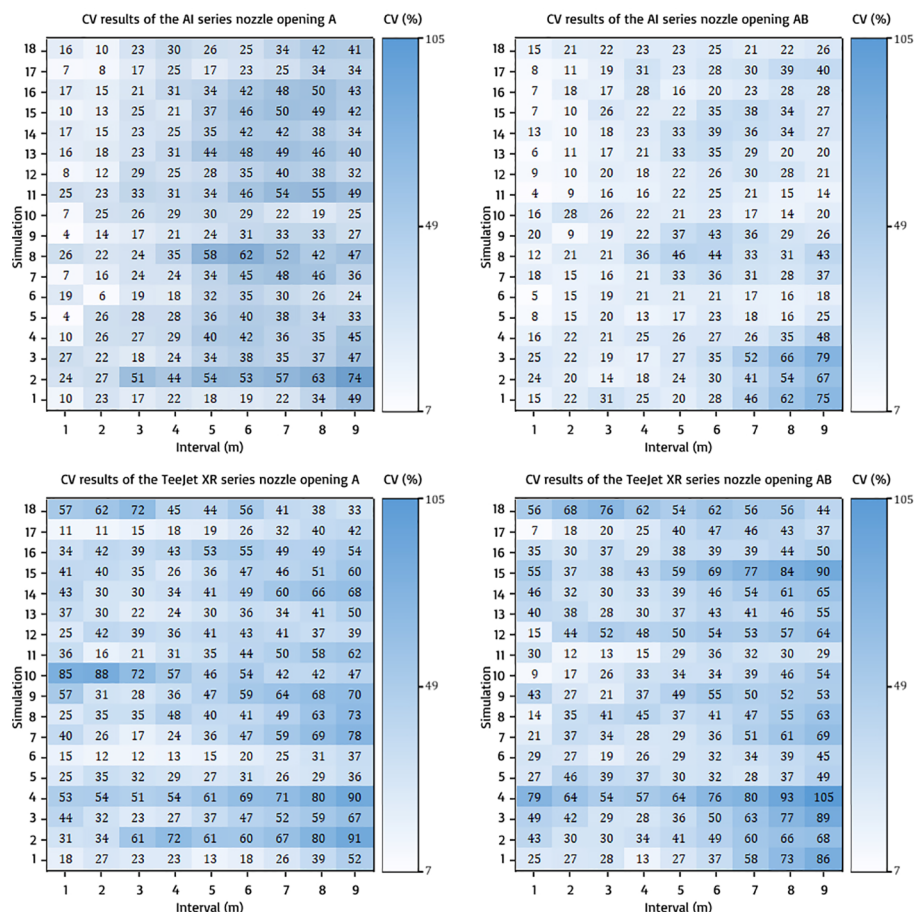 CV results of the AI series nozzle opening A
CV (%)
105
49
7
Simulation
18 16 10 23 30 26 25 34 42 41
17 7 8 17 25 17 23 25 34 34
16 17 15 21 31 34 42 48 50 43
15 10 13 25 21 37 46 50 49 42
14 17 15 23 25 35 42 42 38 34
13 16 18 23 31 44 48 49 46 40
12 8 12 29 25 28 35 40 38 32
11 25 23 33 31 34 46 54 55 49
10 7 25 26 29 30 29 22 19 25
9 4 14 17 21 24 31 33 33 27
8 26 22 24 35 58 62 52 42 47
7 7 16 24 24 34 45 48 46 36
6 19 6 19 18 32 35 30 26 24
5 4 26 28 28 36 40 38 34 33
4 10 26 27 29 40 42 36 35 45
3 27 22 18 24 34 38 35 37 47
2 24 27 51 44 54 53 57 63 74
1 10 23 17 22 18 19 22 34 49
1 2 3 4 5 6 7 8 9
Interval (m)
CV results of the AI series nozzle opening AB
CV (%)
105
49
7
Simulation
18 15 21 22 23 23 25 21 22 26
17 8 11 19 31 23 28 30 39 40
16 7 18 17 28 16 20 23 28 28
15 7 10 26 22 22 35 38 34 27
14 13 10 18 23 33 39 36 34 27
13 6 11 17 21 33 35 29 20 20
12 9 10 20 18 22 26 30 28 21
11 4 9 16 16 22 25 21 15 14
10 16 28 26 22 21 23 17 14 20
9 20 9 19 22 37 43 36 29 26
8 12 21 21 36 46 44 33 31 43
7 18 15 16 21 33 36 31 28 37
6 5 15 19 21 21 21 17 16 18
5 8 15 20 13 17 23 18 16 25
4 16 22 21 25 26 27 26 35 48
3 25 22 19 17 27 35 52 66 79
2 24 20 14 18 24 30 41 54 67
1 15 22 31 25 20 28 46 62 75
1 2 3 4 5 6 7 8 9
Interval (m)
CV results of the TeeJet XR series nozzle opening A
CV (%)
105
49
7
Simulation
18 57 62 72 45 44 56 41 38 33
17 11 11 15 18 19 26 32 40 42
16 34 42 39 43 53 55 49 49 54
15 41 40 35 26 36 47 46 51 60
14 43 30 30 34 41 49 60 66 68
13 37 30 22 24 30 36 34 41 50
12 25 42 39 36 41 43 41 37 39
11 36 16 21 31 35 44 50 58 62
10 85 88 72 57 46 54 42 42 47
9 57 31 28 36 47 59 64 68 70
8 25 35 35 48 40 41 49 63 73
7 40 26 17 24 36 47 59 69 78
6 15 12 12 13 15 20 25 31 37
5 25 35 32 29 27 31 26 29 36
4 53 54 51 54 61 69 71 80 90
3 44 32 23 27 37 47 52 59 67
2 31 34 61 72 61 60 67 80 91
1 18 27 23 23 13 18 26 39 52
1 2 3 4 5 6 7 8 9
Interval (m)
CV results of the TeeJet XR series nozzle opening AB
CV (%)
105
49
7
Simulation
18 56 68 76 62 54 62 56 56 44
17 7 18 20 25 40 47 46 43 37
16 35 30 37 29 38 39 39 44 50
15 55 37 38 43 59 69 77 84 90
14 46 32 30 33 39 46 54 61 65
13 40 38 28 30 37 43 41 46 55
12 15 44 52 48 50 54 53 57 64
11 30 12 13 15 29 36 32 30 29
10 9 17 26 33 34 34 39 46 54
9 43 27 21 37 49 55 50 52 53
8 14 35 41 45 37 41 47 55 63
7 21 37 34 28 29 36 51 61 69
6 29 27 19 26 29 32 34 39 45
5 27 46 39 37 30 32 28 37 49
4 79 64 54 57 64 76 80 93 105
3 49 42 29 28 36 50 63 77 89
2 43 30 30 34 41 49 60 66 68
1 25 27 28 13 27 37 58 73 86
1 2 3 4 5 6 7 8 9
Interval (m)